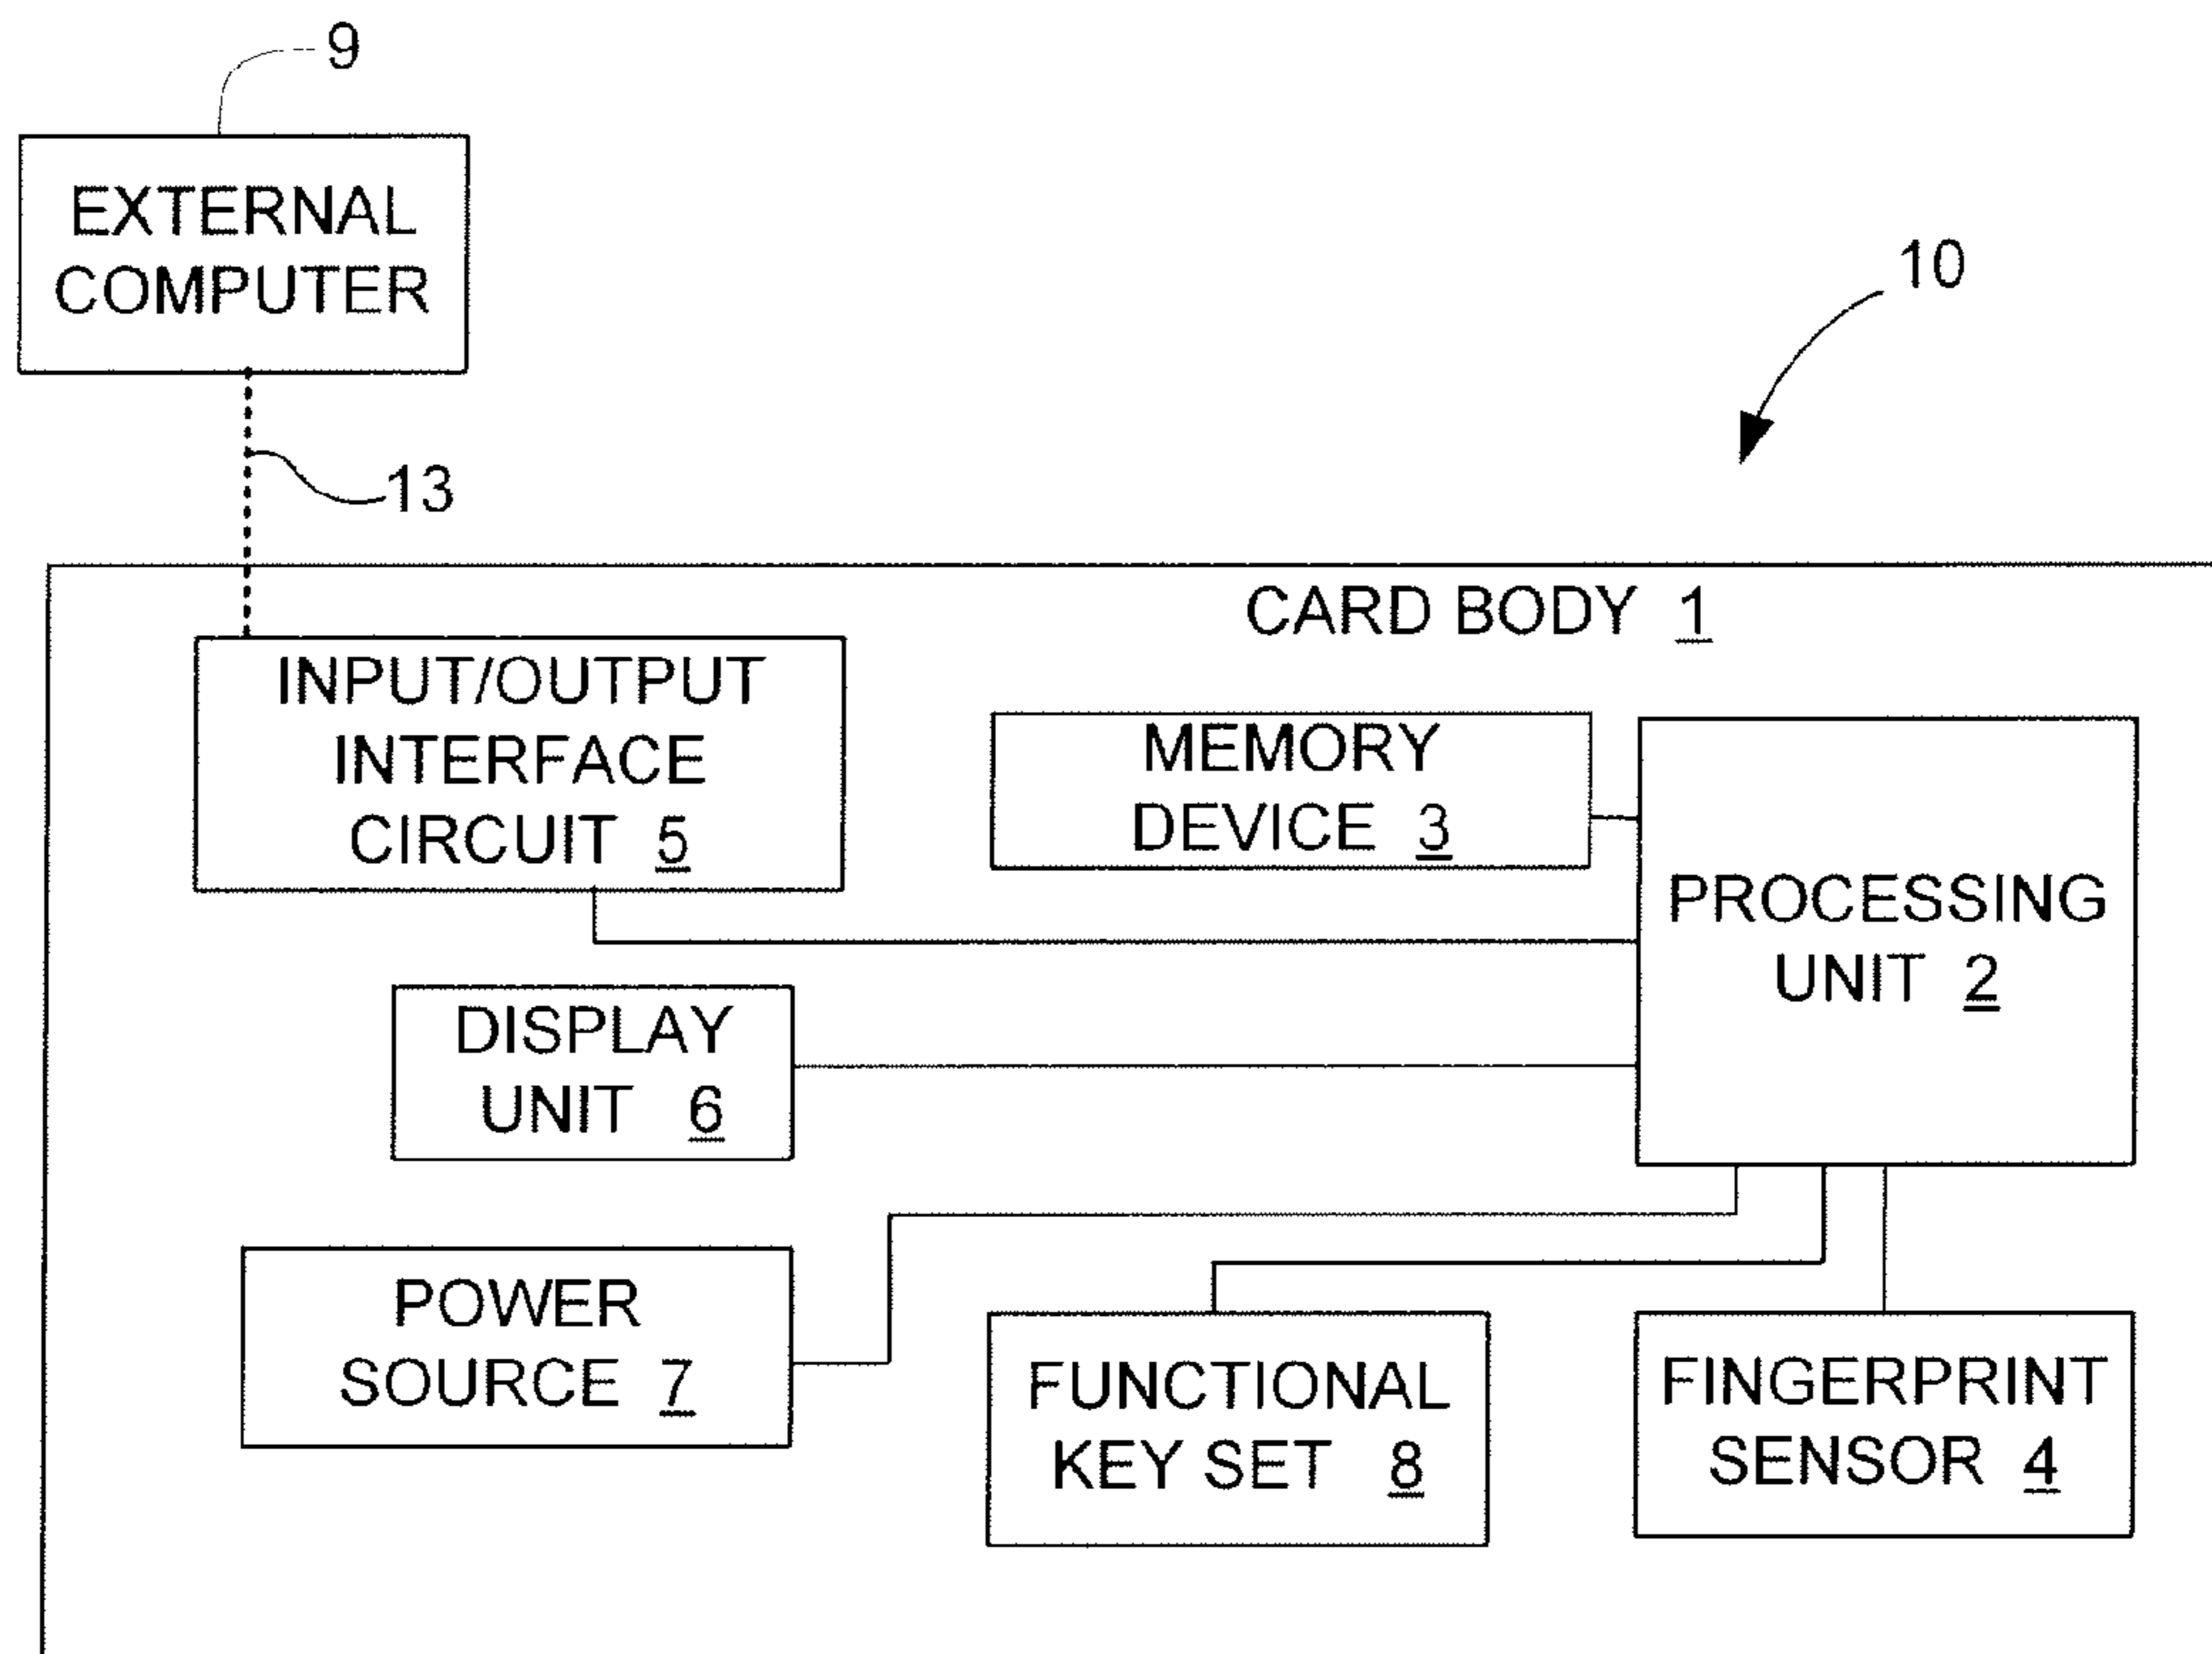 9
EXTERNAL
COMPUTER
10
13
CARD BODY 1
INPUT/OUTPUT
INTERFACE
CIRCUIT 5
MEMORY
DEVICE 3
PROCESSING
UNIT 2
DISPLAY
UNIT 6
POWER
SOURCE 7
FUNCTIONAL
KEY SET 8
FINGERPRINT
SENSOR 4